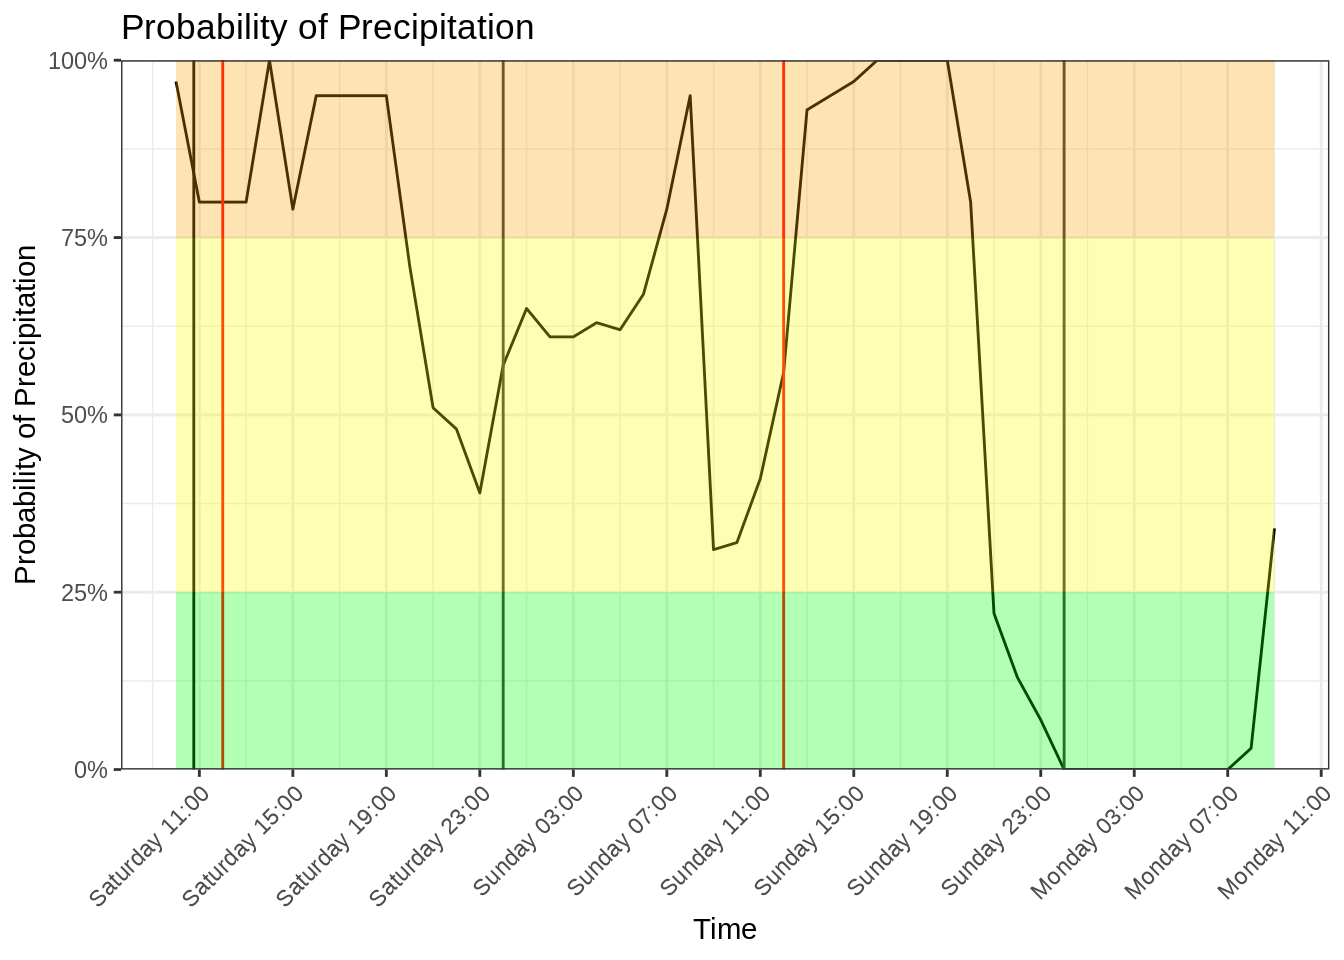 Probability of Precipitation
Probability of Precipitation
100%
75%
50%
25%
0%
Saturday 11:00
Saturday 15:00
Saturday 19:00
Saturday 23:00
Sunday 03:00
Sunday 07:00
Sunday 11:00
Sunday 15:00
Sunday 19:00
Sunday 23:00
Monday 03:00
Monday 07:00
Monday 11:00
Time